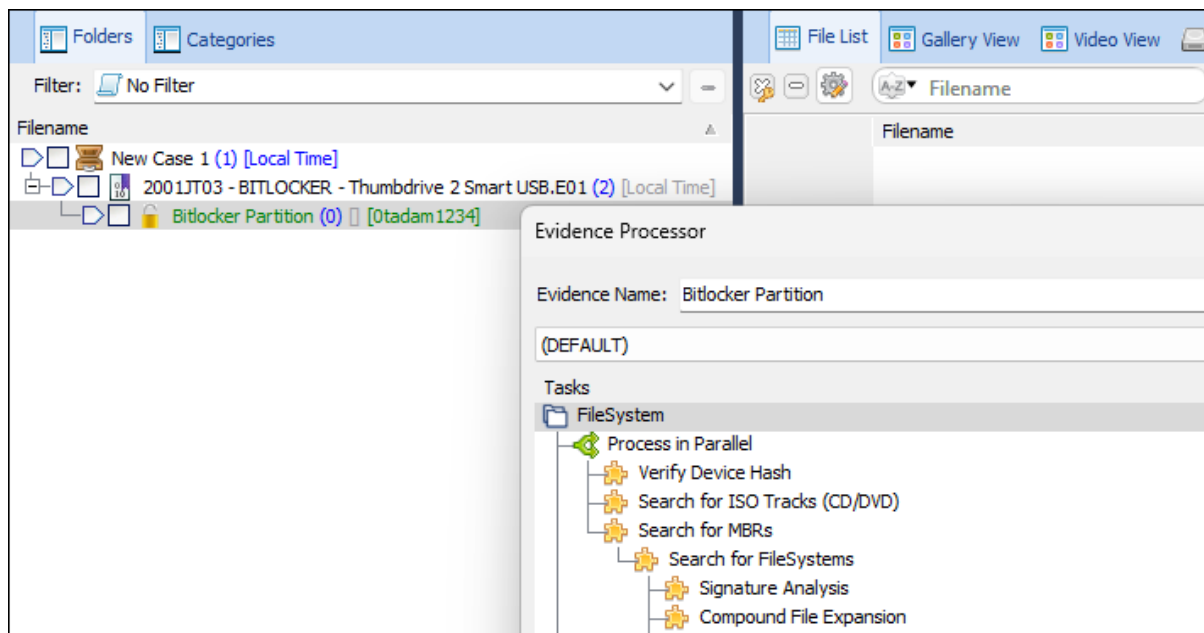 Folders
Categories
Filter: No Filter
Filename
New Case 1 (1) [Local Time]
2001JT03 - BITLOCKER - Thumbdrive 2 Smart USB.E01 (2) [Local Time]
Bitlocker Partition (0) [] [0tadam1234]
File List
Gallery View
Video View
A-Z Filename
Filename
Evidence Processor
Evidence Name: Bitlocker Partition
(DEFAULT)
Tasks
FileSystem
Process in Parallel
Verify Device Hash
Search for ISO Tracks (CD/DVD)
Search for MBRs
Search for FileSystems
Signature Analysis
Compound File Expansion